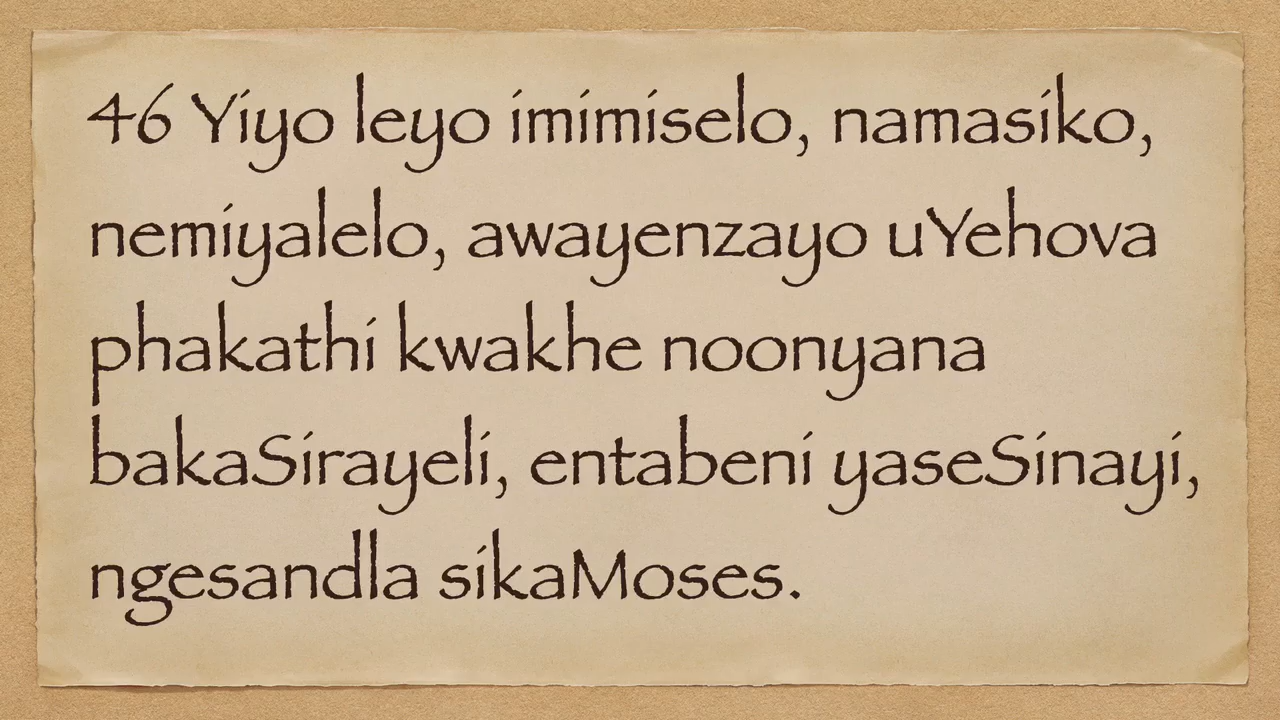 46 Yiyo leyo imimiselo, namasiko,
nemiyalelo, awayenzayo uYehova
phakathi kwakhe noonyana
bakaSirayeli, entabeni yaseSinayi,
ngesandla sikaMoses.